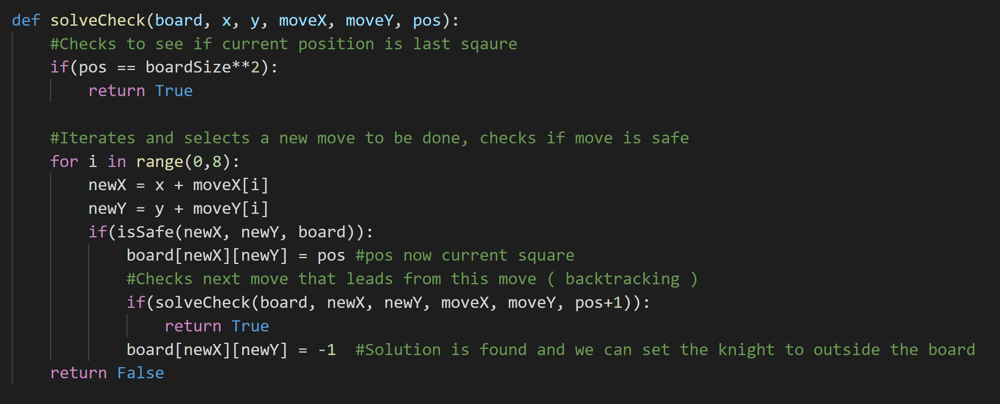 def solveCheck(board, x, y, moveX, moveY, pos):
    #Checks to see if current position is last sqaure
    if(pos == boardSize**2):
        return True

    #Iterates and selects a new move to be done, checks if move is safe
    for i in range(0,8):
        newX = x + moveX[i]
        newY = y + moveY[i]
        if(isSafe(newX, newY, board)):
            board[newX][newY] = pos #pos now current square
            #Checks next move that leads from this move ( backtracking )
            if(solveCheck(board, newX, newY, moveX, moveY, pos+1)):
                return True
            board[newX][newY] = -1  #Solution is found and we can set the knight to outside the board
    return False